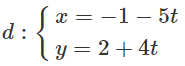 d : { x = −1 − 5t
y = 2 + 4t